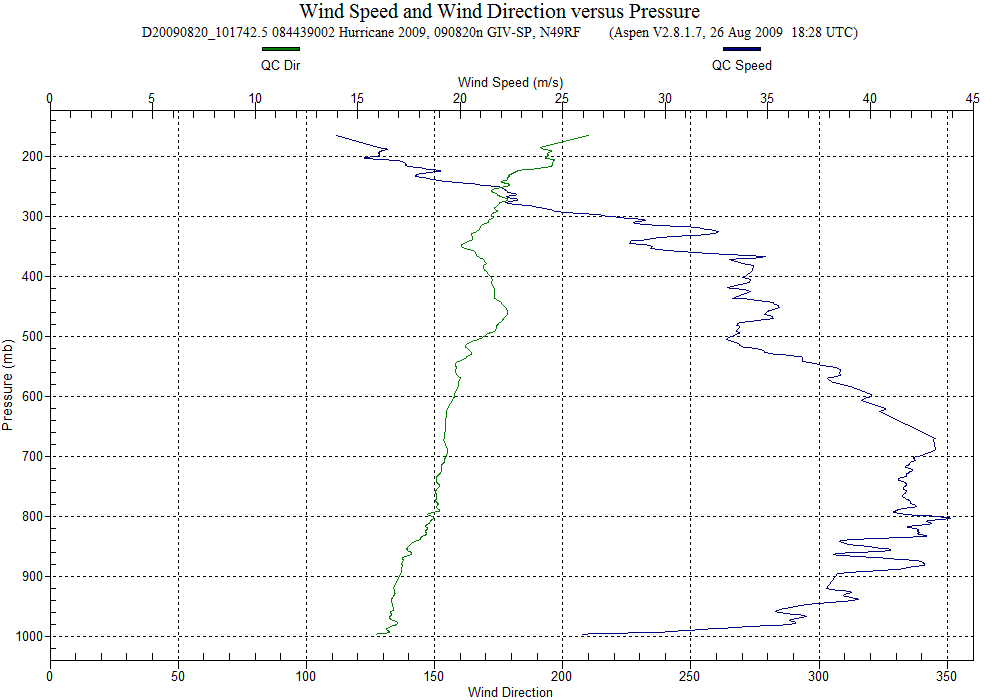 Wind Speed and Wind Direction versus Pressure
D20090820_101742.5 084439002 Hurricane 2009, 090820n GIV-SP, N49RF (Aspen V2.8.1.7, 26 Aug 2009 18:28 UTC)
QC Dir QC Speed
Wind Speed (m/s)
0 5 10 15 20 25 30 35 40 45
200
300
400
500
Pressure (mb)
600
700
800
900
1000
0 50 100 150 200 250 300 350
Wind Direction